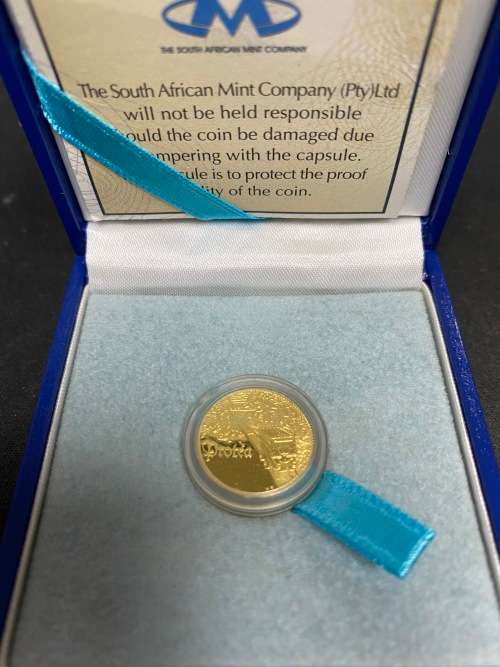 THE SOUTH AFRICAN MINT COMPANY
The South African Mint Company (Pty)Ltd
will not be held responsible
ould the coin be damaged due
mpering with the capsule.
ule is to protect the proof
lity of the coin.
Protea